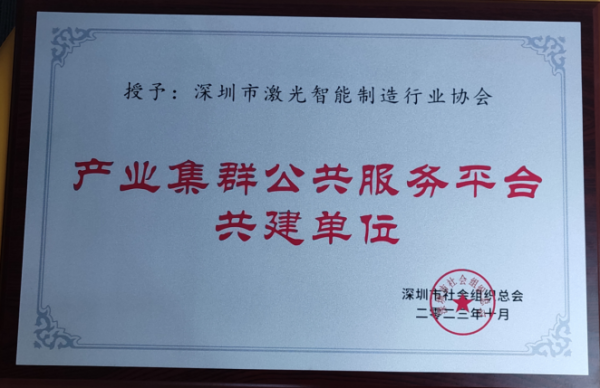 授予：深圳市激光智能制造行业协会
产业集群公共服务平台
共建单位
深圳市社会组织总会
二零二三年十月